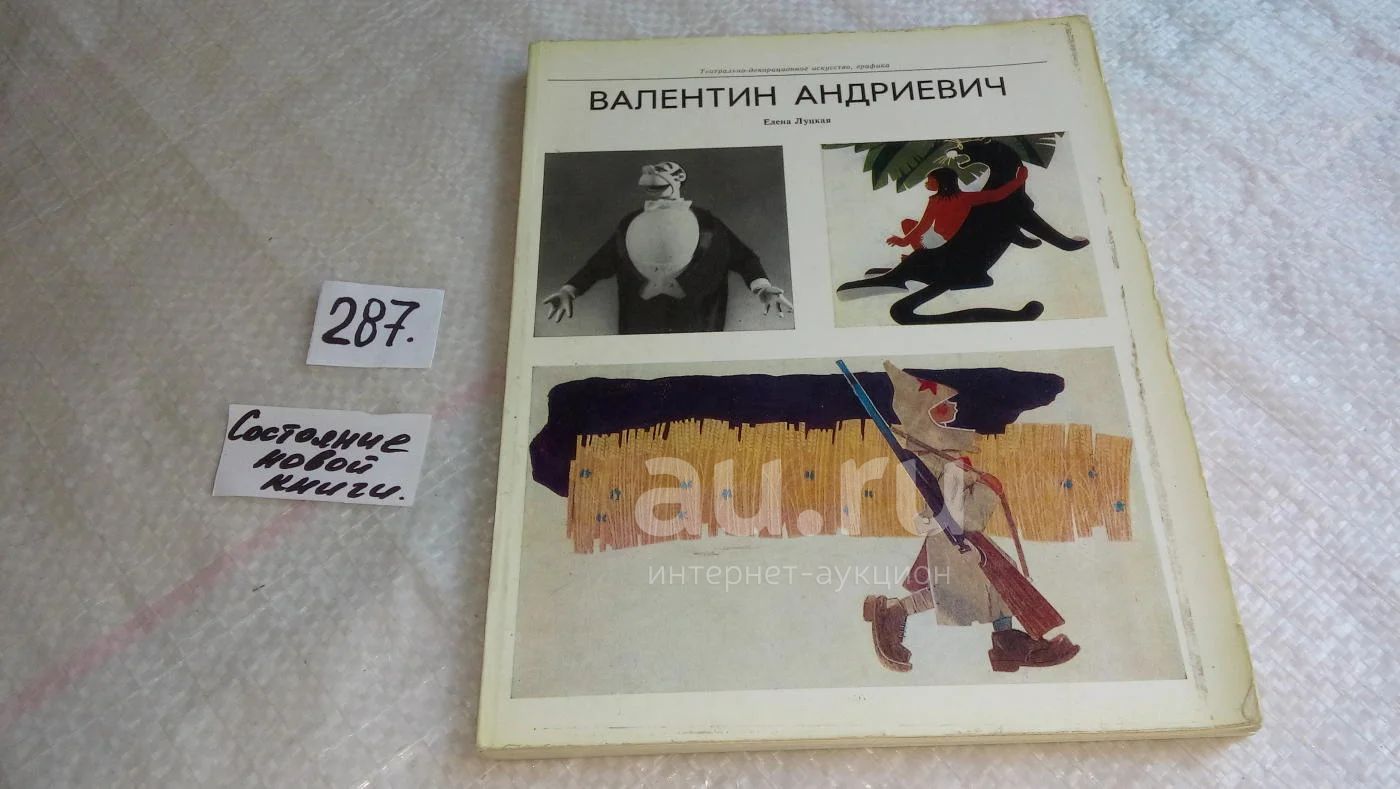 Театрально-декорационное искусство, графика
ВАЛЕНТИН АНДРИЕВИЧ
Елена Луцкая
287.
Состояние
новой
книги.
au.ru
интернет-аукцион